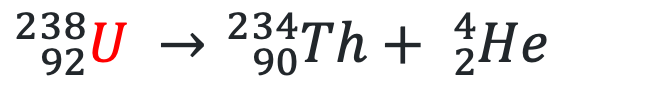 ²³⁸₉₂U → ²³⁴₉₀Th + ⁴₂He